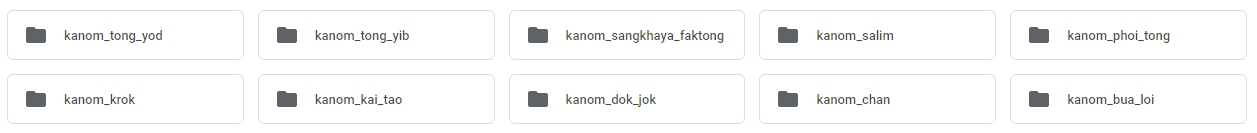 kanom_tong_yod
kanom_tong_yib
kanom_sangkhaya_faktong
kanom_salim
kanom_phoi_tong
kanom_krok
kanom_kai_tao
kanom_dok_jok
kanom_chan
kanom_bua_loi